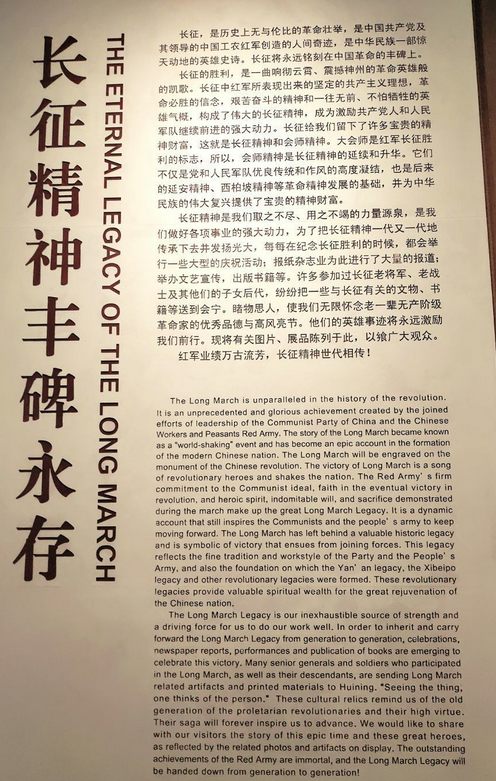 长征精神丰碑永存
THE ETERNAL LEGACY OF THE LONG MARCH
长征，是历史上无与伦比的革命壮举，是中国共产党及
其领导的中国工农红军创造的人间奇迹，是中华民族一部惊
天动地的英雄史诗。长征将永远铭刻在中国革命的丰碑上。
长征的胜利，是一曲响彻云霄、震撼神州的革命英雄般
的凯歌。长征中红军所表现出来的坚定的共产主义理想，革
命必胜的信念，艰苦奋斗的精神和一往无前、不怕牺牲的英
雄气概，构成了伟大的长征精神，成为激励共产党人和人民
军队继续前进的强大动力。长征给我们留下了许多宝贵的精
神财富，这就是长征精神和会师精神。大会师是红军长征胜
利的标志，所以，会师精神是长征精神的延续和升华。它们
不仅是党和人民军队优良传统和作风的高度凝结，也是后来
的延安精神、西柏坡精神等革命精神发展的基础，并为中华
民族的伟大复兴提供了宝贵的精神财富。
长征精神是我们取之不尽、用之不竭的力量源泉，是我
们做好各项事业的强大动力，为了把长征精神一代又一代地
传承下去并发扬光大，每每在纪念长征胜利的时候，都会举
行一些大型的庆祝活动；报纸杂志为此进行了大量的报道；
举办文艺宣传，出版书籍等。许多参加过长征老将军、老战
士及其他们的子女后代，纷纷把一些与长征有关的文物、书
籍等送到会宁。睹物思人，使我们无限怀念老一辈无产阶级
革命家的优秀品德与高风亮节。他们的英雄事迹将永远激励
我们前行。现将有关图片、展品陈列于此，以飨广大观众。
红军业绩万古流芳，长征精神世代相传！
The Long March is unparalleled in the history of the revolution.
It is an unprecedented and glorious achievement created by the joined
efforts of leadership of the Communist Party of China and the Chinese
Workers and Peasants Red Army. The story of the Long March became known
as a "world-shaking" event and has become an epic account in the formation
of the modern Chinese nation. The Long March will be engraved on the
monument of the Chinese revolution. The victory of Long March is a song
of revolutionary heroes and shakes the nation. The Red Army's firm
commitment to the Communist ideal, faith in the eventual victory in
revolution, and heroic spirit, indomitable will, and sacrifice demonstrated
during the march make up the great Long March Legacy. It is a dynamic
account that still inspires the Communists and the people's army to keep
moving forward. The Long March has left behind a valuable historic legacy
and is symbolic of victory that ensues from joining forces. This legacy
reflects the fine tradition and workstyle of the Party and the People's
Army, and also the foundation on which the Yan'an legacy, the Xibeipo
legacy and other revolutionary legacies were formed. These revolutionary
legacies provide valuable spiritual wealth for the great rejuvenation of
the Chinese nation.
The Long March Legacy is our inexhaustible source of strength and
a driving force for us to do our work well. In order to inherit and carry
forward the Long March Legacy from generation to generation, celebrations,
newspaper reports, performances and publication of books are emerging to
celebrate this victory. Many senior generals and soldiers who participated
in the Long March, as well as their descendants, are sending Long March
related artifacts and printed materials to Huining. "Seeing the thing,
one thinks of the person." These cultural relics remind us of the old
generation of the proletarian revolutionaries and their high virtue.
Their saga will forever inspire us to advance. We would like to share
with our visitors the story of this epic time and these great heroes,
as reflected by the related photos and artifacts on display. The outstanding
achievements of the Red Army are immortal, and the Long March Legacy will
be handed down from generation to generation!